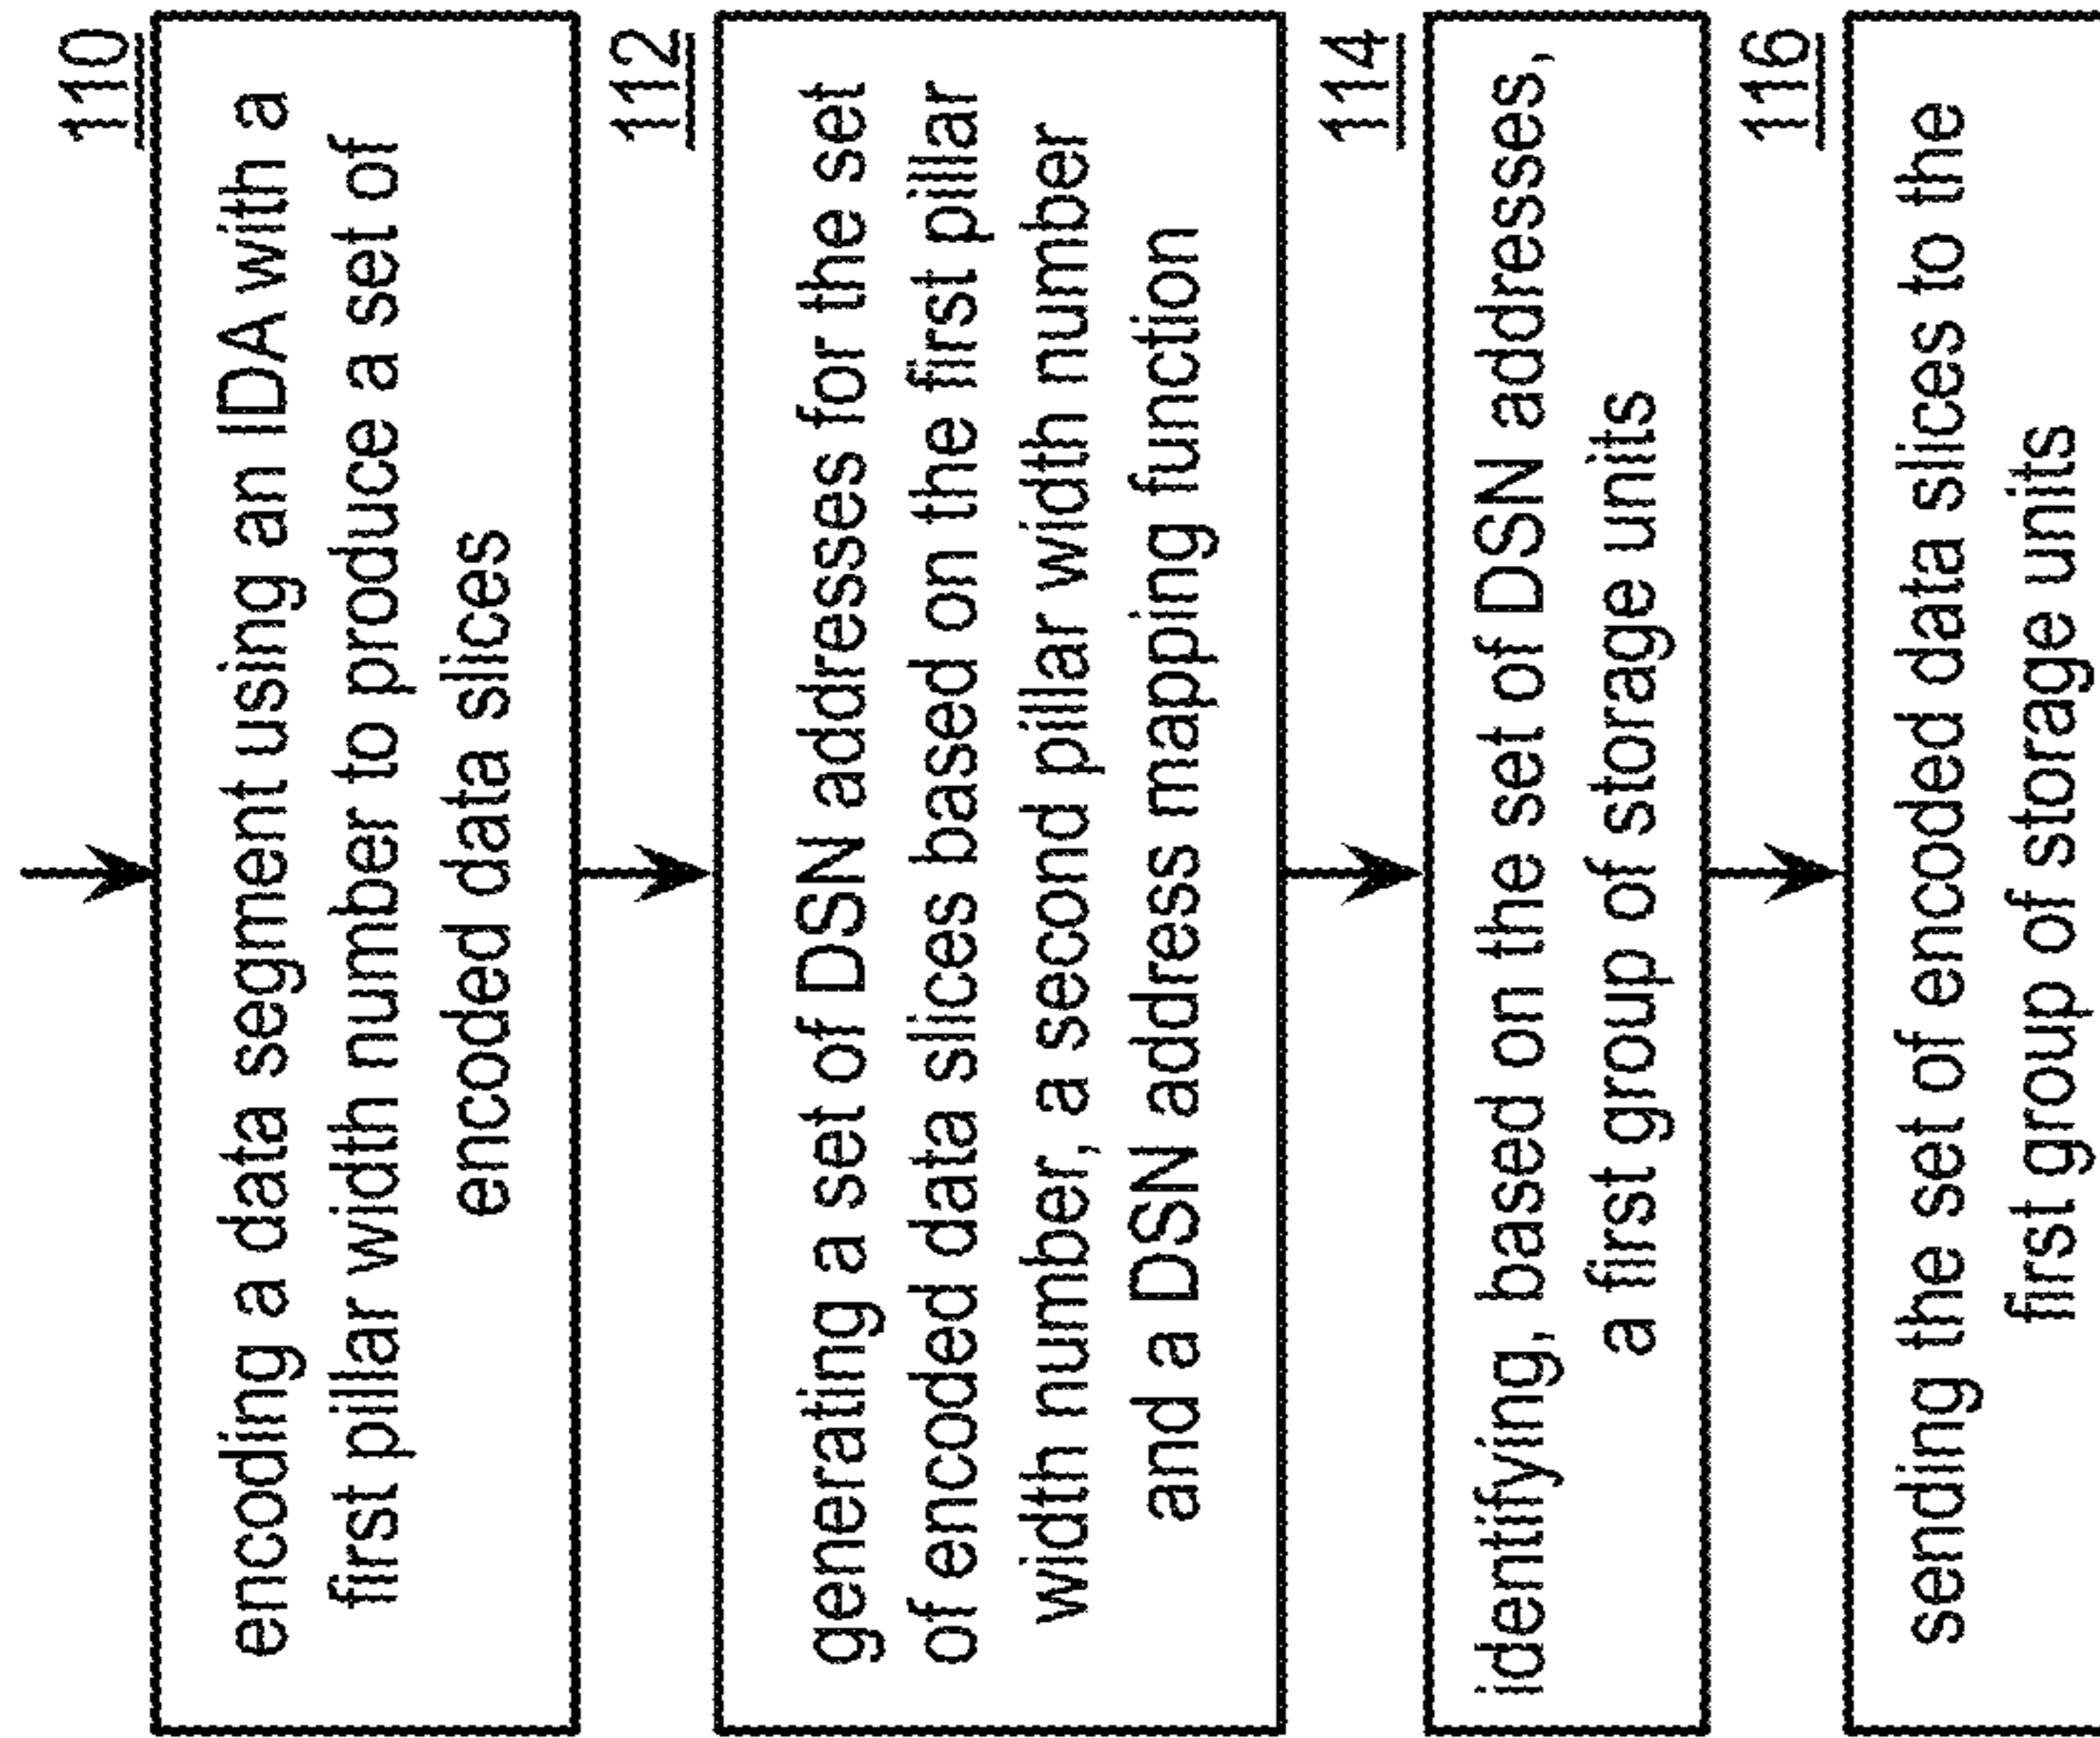 110
encoding a data segment using an IDA with a
first pillar width number to produce a set of
encoded data slices
112
generating a set of DSN addresses for the set
of encoded data slices based on the first pillar
width number, a second pillar width number
and a DSN address mapping function
114
identifying, based on the set of DSN addresses,
a first group of storage units
116
sending the set of encoded data slices to the
first group of storage units